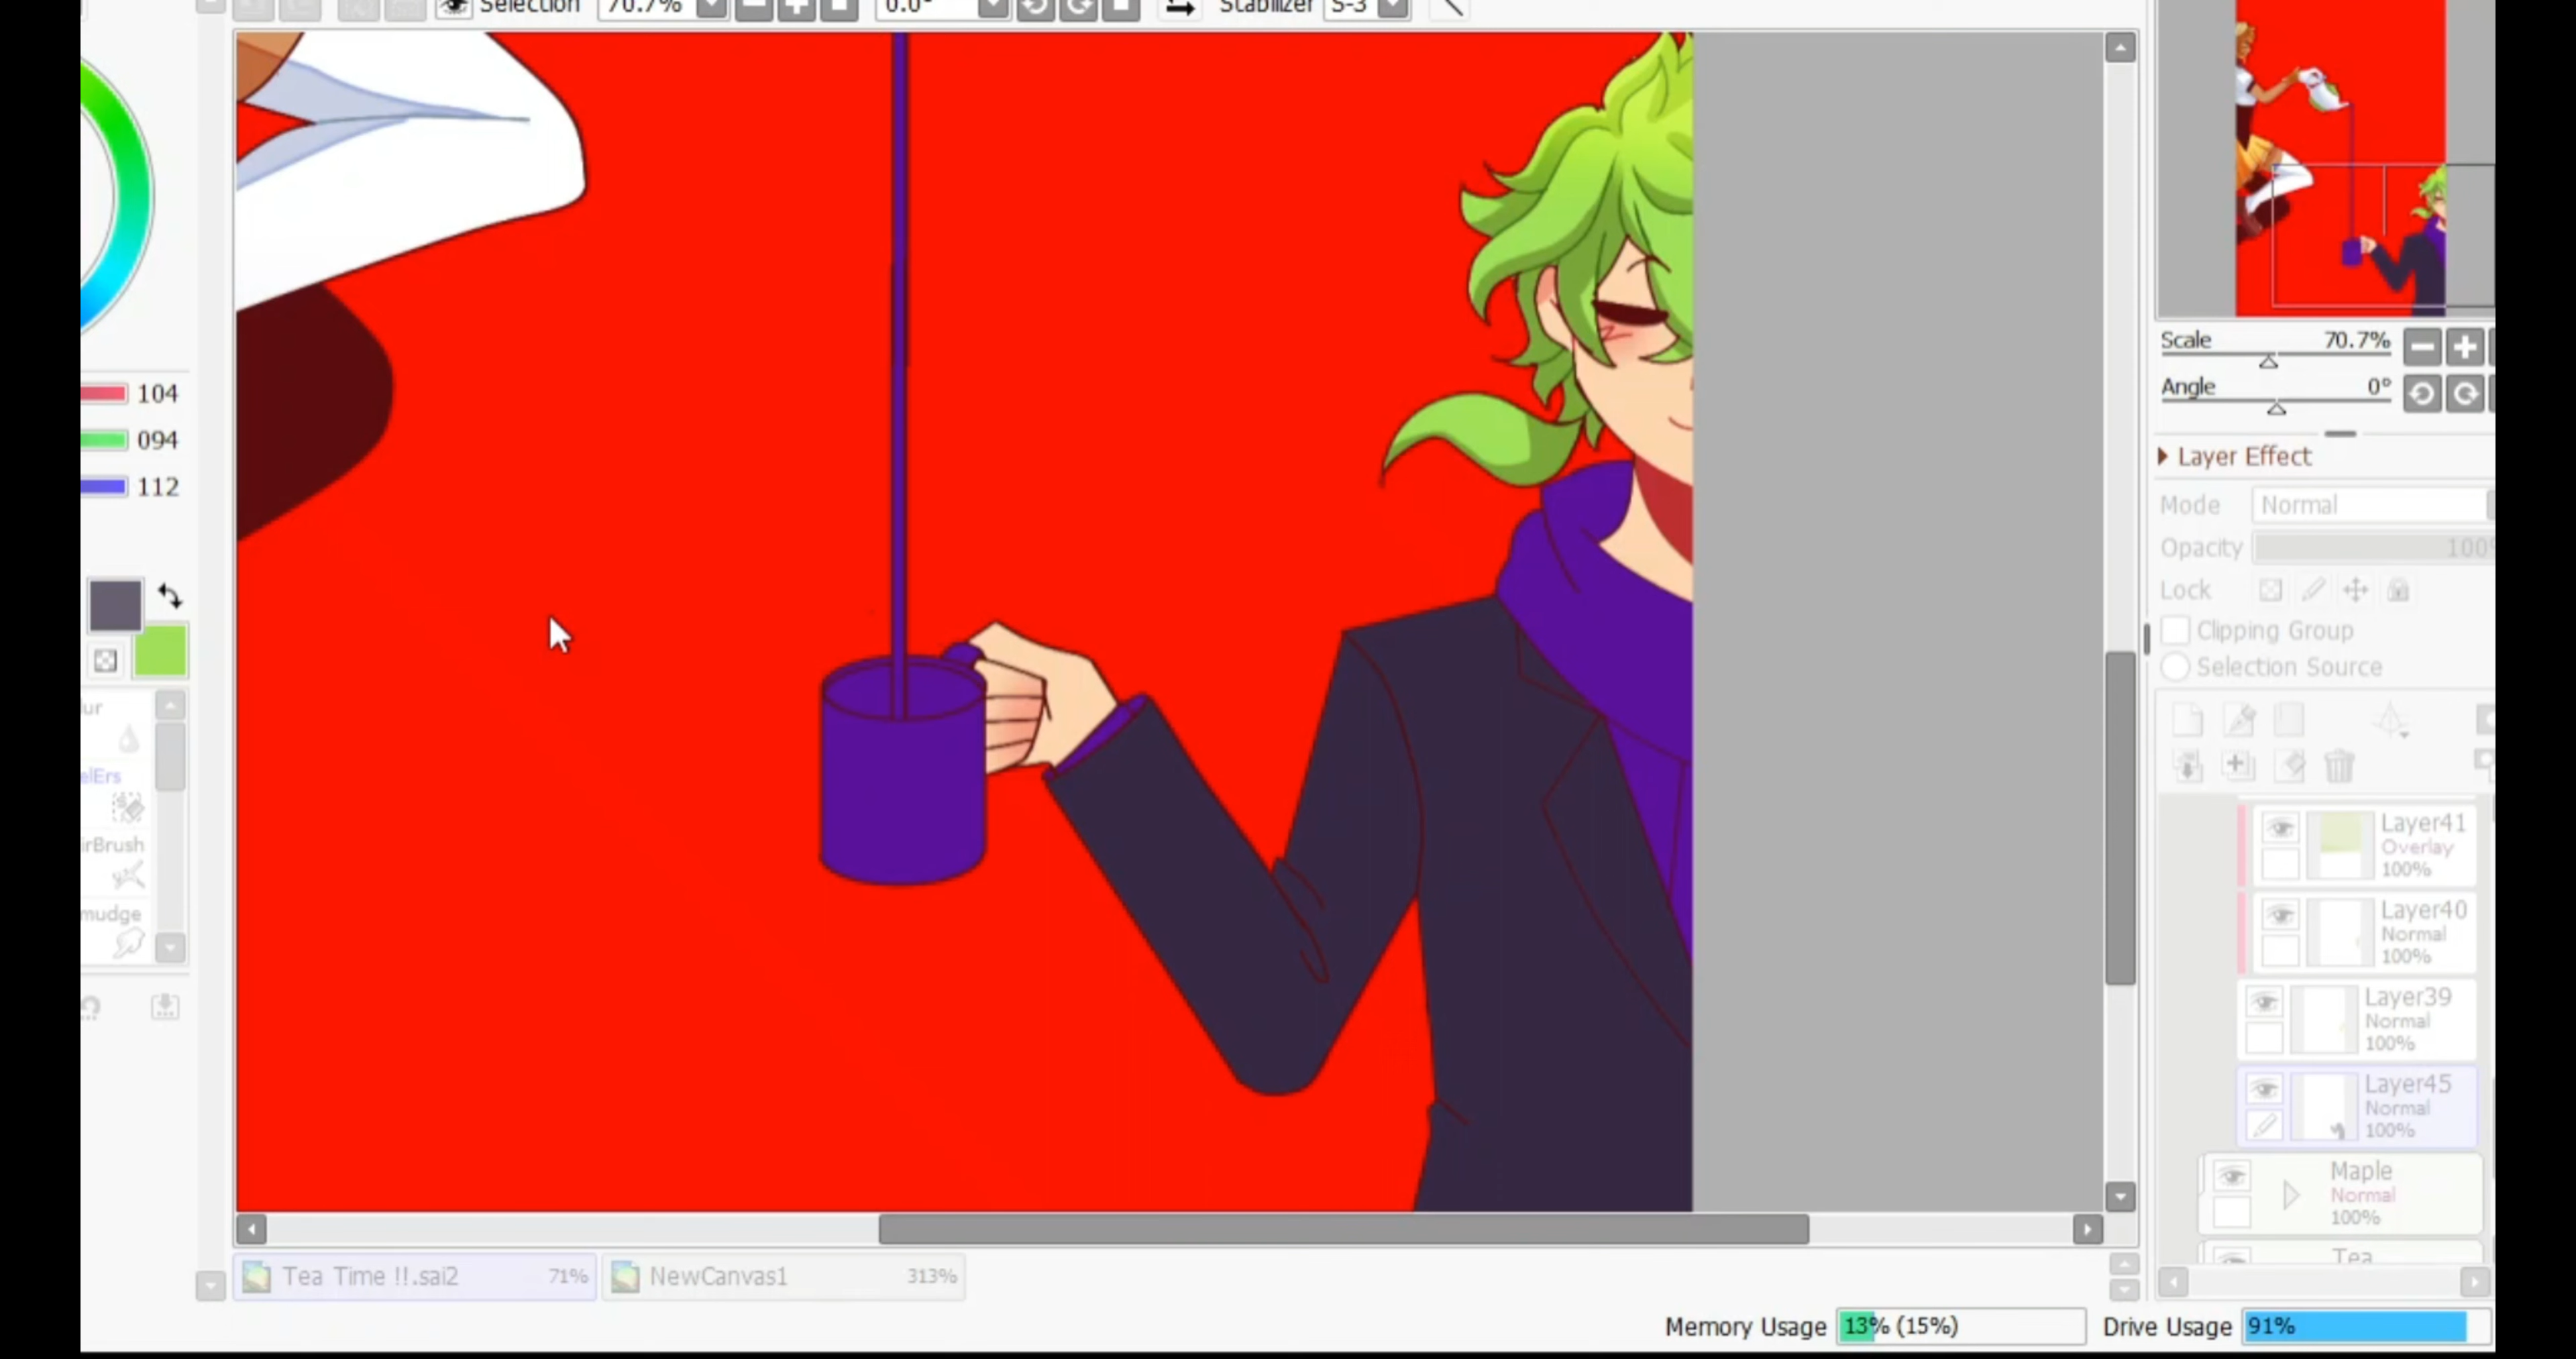 Selection 70.7% 0.0° Stabilizer S-3
104
094
112
elErs
irBrush
mudge
Scale 70.7%
Angle 0°
Layer Effect
Mode Normal
Opacity 100%
Lock
Clipping Group
Selection Source
Layer41
Overlay
100%
Layer40
Normal
100%
Layer39
Normal
100%
Layer45
Normal
100%
Maple
Normal
100%
Tea
Tea Time !!.sai2 71% NewCanvas1 313%
Memory Usage 13% (15%) Drive Usage 91%